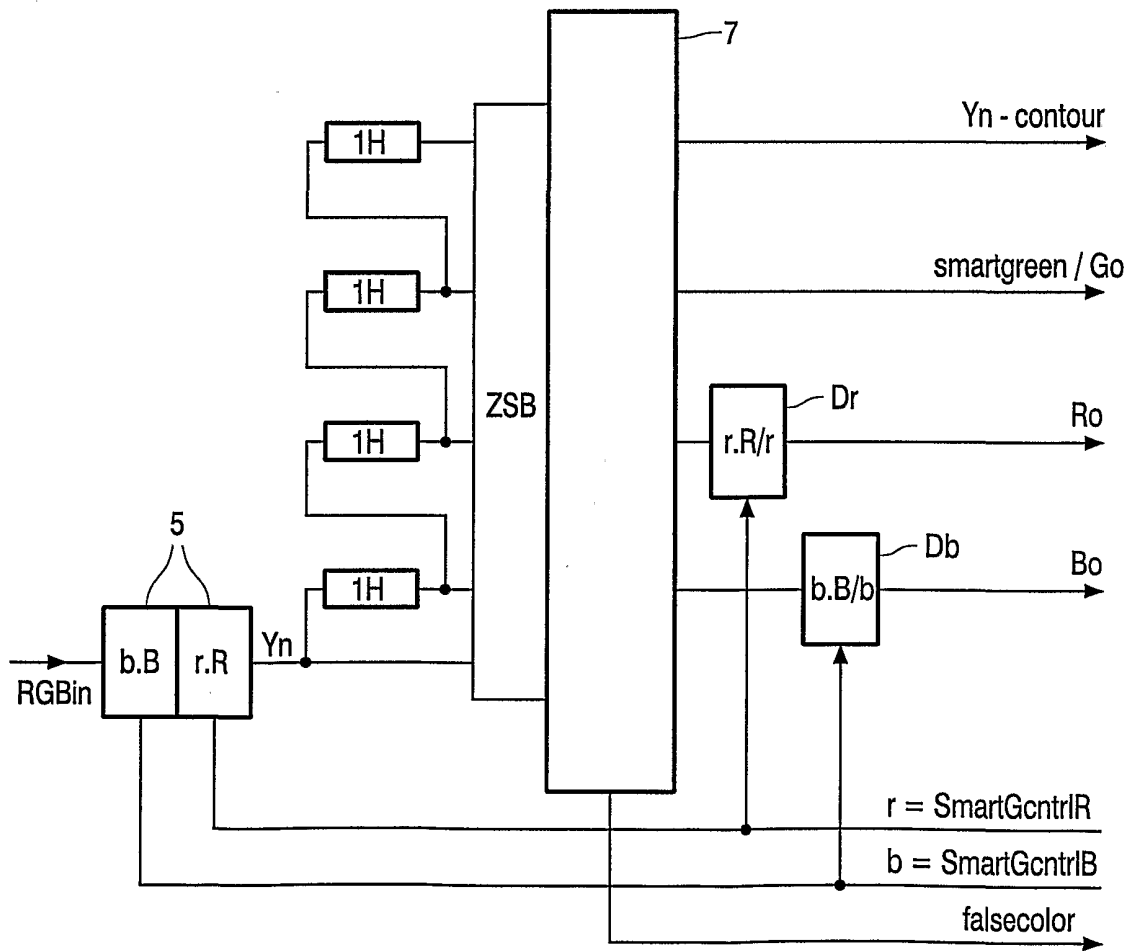 7
Yn - contour
1H
smartgreen / Go
1H
Dr
ZSB
r.R/r
Ro
1H
5
Db
b.B/b
Bo
1H
Yn
b.B
r.R
RGBin
r = SmartGcntrlR
b = SmartGcntrlB
falsecolor